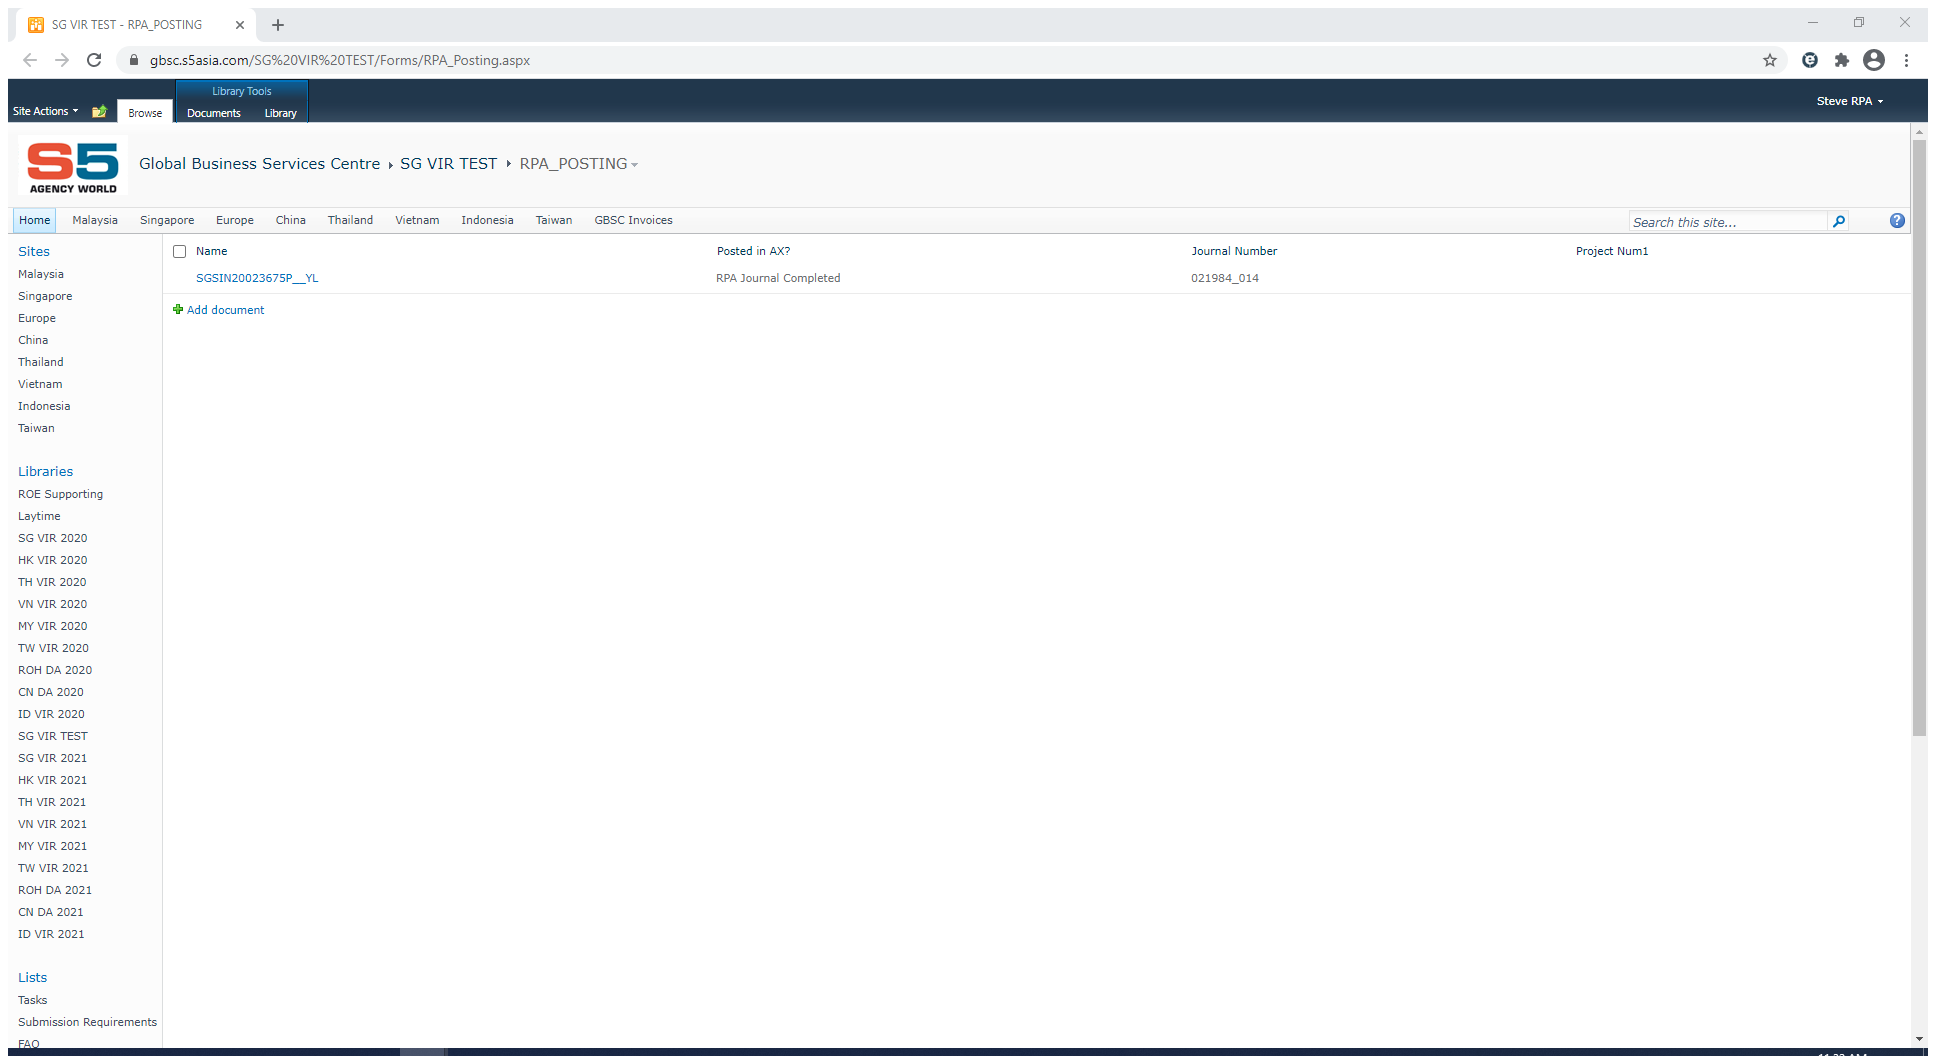 SG VIR TEST - RPA_POSTING
gbsc.s5asia.com/SG%20VIR%20TEST/Forms/RPA_Posting.aspx
Library Tools
Site Actions
Browse
Documents
Library
Steve RPA
S5
AGENCY WORLD
Global Business Services Centre SG VIR TEST RPA_POSTING
Home Malaysia Singapore Europe China Thailand Vietnam Indonesia Taiwan GBSC Invoices
Search this site...
Name Posted in AX? Journal Number Project Num1
SGSIN20023675P__YL RPA Journal Completed 021984_014
Add document
Sites
Malaysia
Singapore
Europe
China
Thailand
Vietnam
Indonesia
Taiwan
Libraries
ROE Supporting
Laytime
SG VIR 2020
HK VIR 2020
TH VIR 2020
VN VIR 2020
MY VIR 2020
TW VIR 2020
ROH DA 2020
CN DA 2020
ID VIR 2020
SG VIR TEST
SG VIR 2021
HK VIR 2021
TH VIR 2021
VN VIR 2021
MY VIR 2021
TW VIR 2021
ROH DA 2021
CN DA 2021
ID VIR 2021
Lists
Tasks
Submission Requirements
FAQ